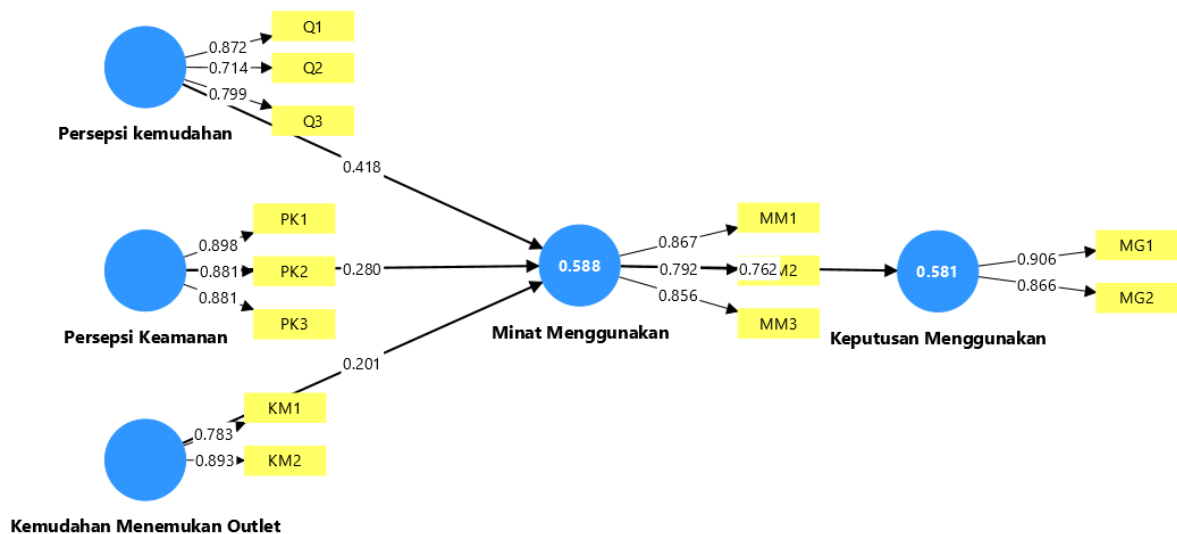 Q1
0.872
Q2
0.714
0.799
Q3
Persepsi kemudahan
0.418
PK1
0.898
0.881
PK2
0.280
0.881
PK3
Persepsi Keamanan
0.201
KM1
0.783
0.893
KM2
Kemudahan Menemukan Outlet
0.588
Minat Menggunakan
MM1
0.867
0.792
0.762
M2
0.856
MM3
0.581
Keputusan Menggunakan
MG1
0.906
0.866
MG2